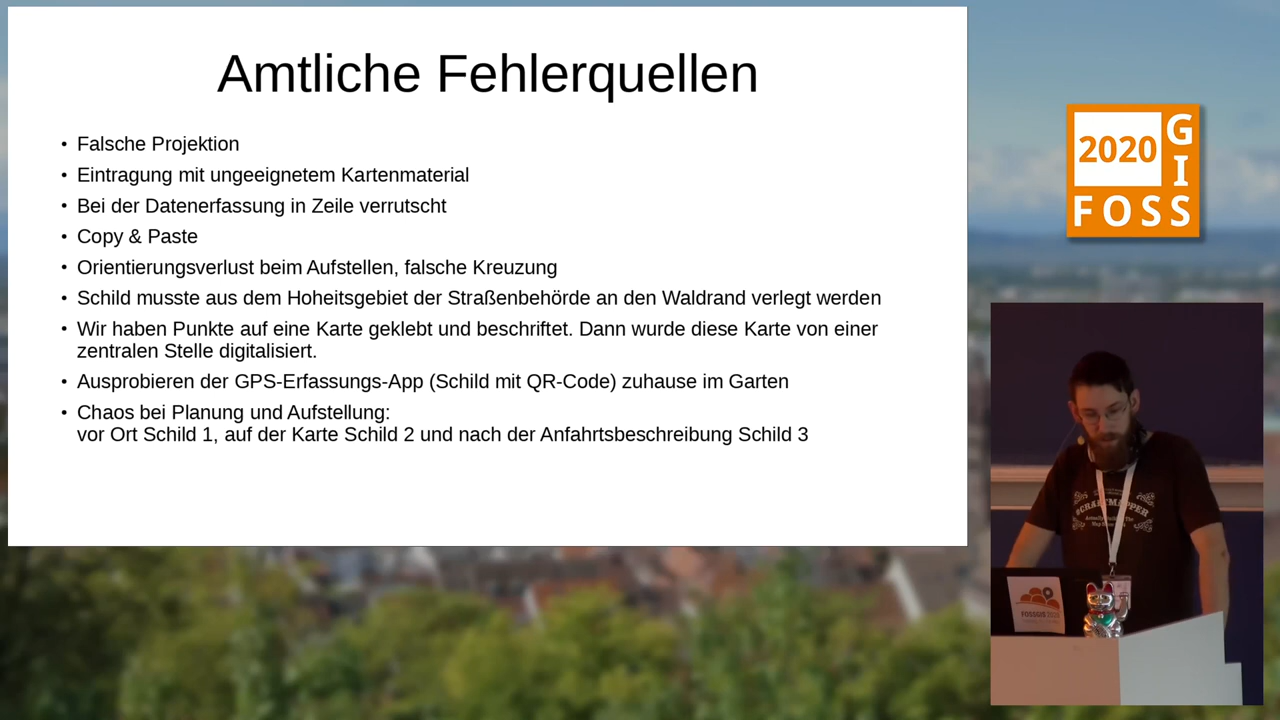 Amtliche Fehlerquellen
• Falsche Projektion
• Eintragung mit ungeeignetem Kartenmaterial
• Bei der Datenerfassung in Zeile verrutscht
• Copy & Paste
• Orientierungsverlust beim Aufstellen, falsche Kreuzung
• Schild musste aus dem Hoheitsgebiet der Straßenbehörde an den Waldrand verlegt werden
• Wir haben Punkte auf eine Karte geklebt und beschriftet. Dann wurde diese Karte von einer
zentralen Stelle digitalisiert.
• Ausprobieren der GPS-Erfassungs-App (Schild mit QR-Code) zuhause im Garten
• Chaos bei Planung und Aufstellung:
vor Ort Schild 1, auf der Karte Schild 2 und nach der Anfahrtsbeschreibung Schild 3
2020
GI
FOSS
#CRAFTMAPPER
FOSSGIS